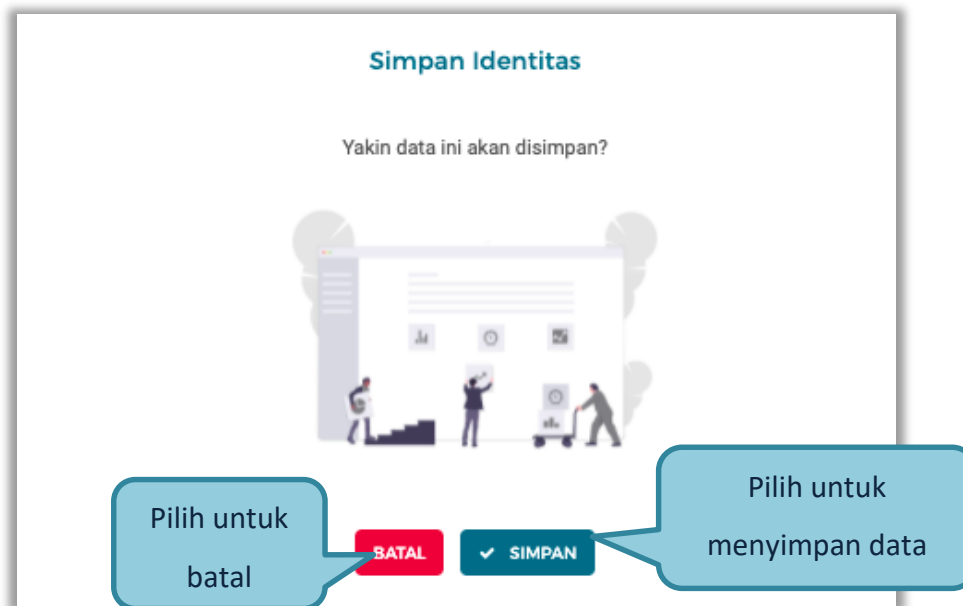 Simpan Identitas
Yakin data ini akan disimpan?
Pilih untuk
batal
BATAL
SIMPAN
Pilih untuk
menyimpan data